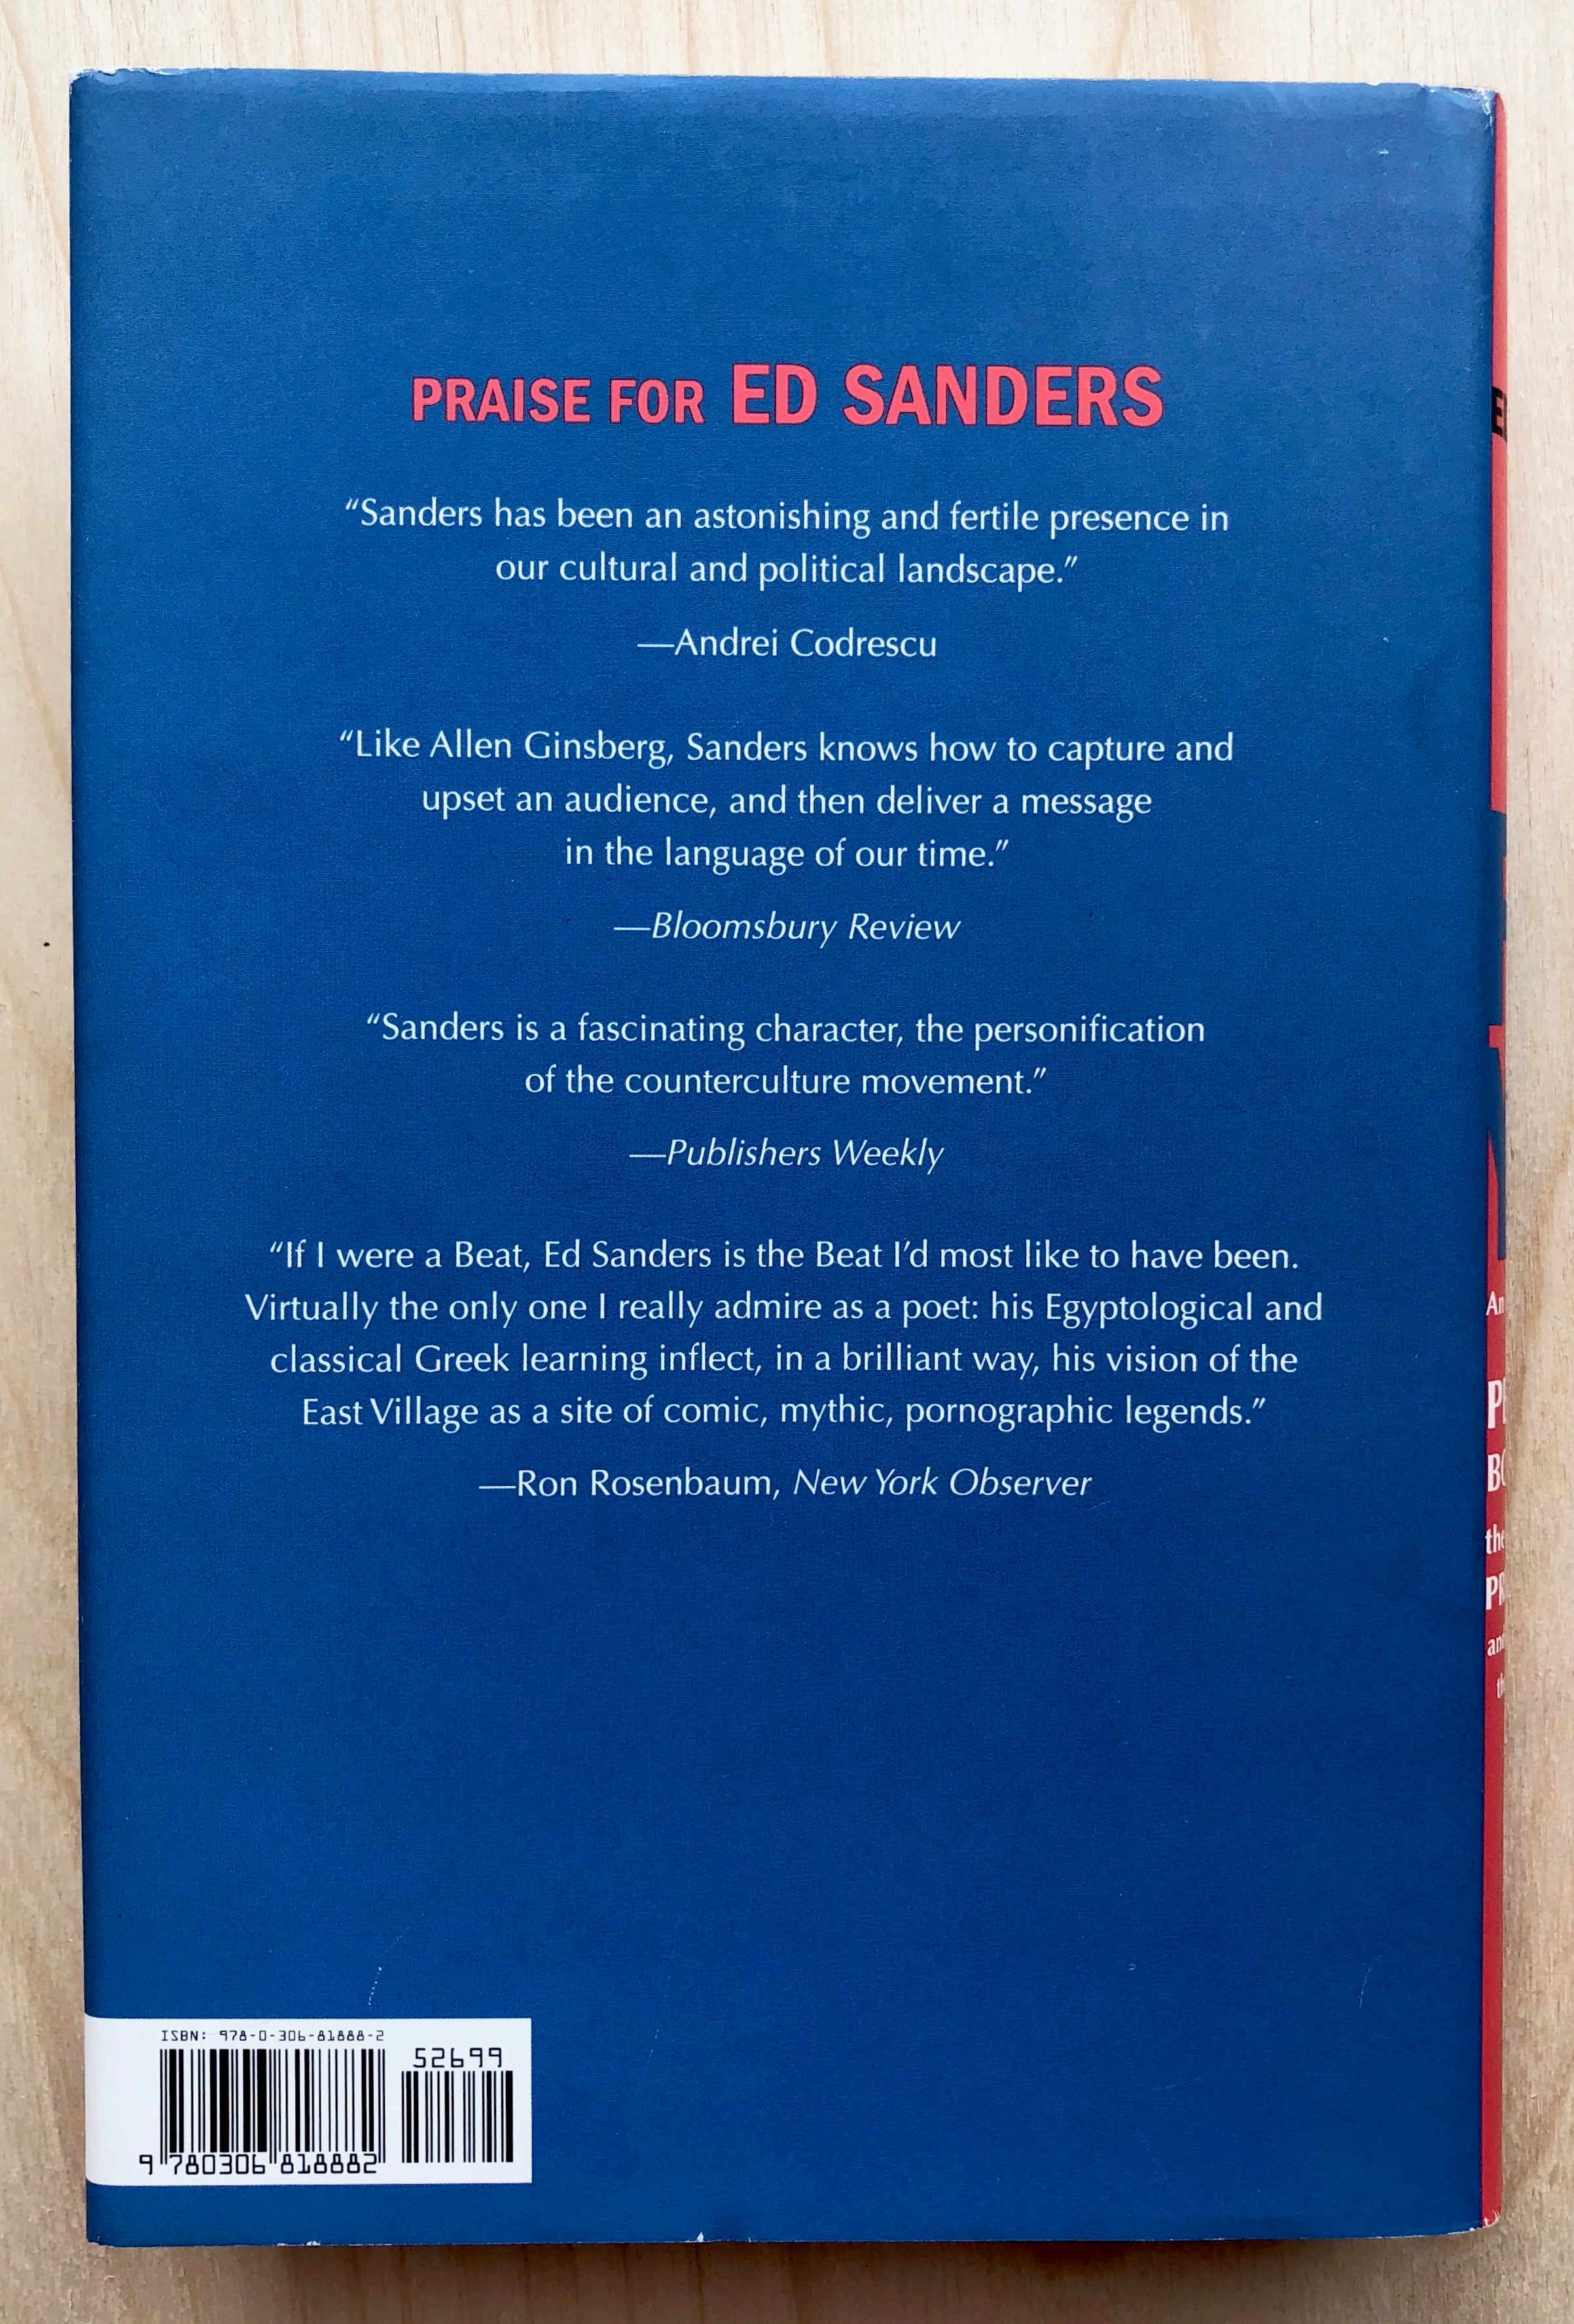 PRAISE FOR ED SANDERS
“Sanders has been an astonishing and fertile presence in
our cultural and political landscape.”
—Andrei Codrescu
“Like Allen Ginsberg, Sanders knows how to capture and
upset an audience, and then deliver a message
in the language of our time.”
—Bloomsbury Review
“Sanders is a fascinating character, the personification
of the counterculture movement.”
—Publishers Weekly
“If I were a Beat, Ed Sanders is the Beat I’d most like to have been.
Virtually the only one I really admire as a poet: his Egyptological and
classical Greek learning inflect, in a brilliant way, his vision of the
East Village as a site of comic, mythic, pornographic legends.”
—Ron Rosenbaum, New York Observer
ISBN: 978-0-306-81888-2
52699
9 780306 818882
the